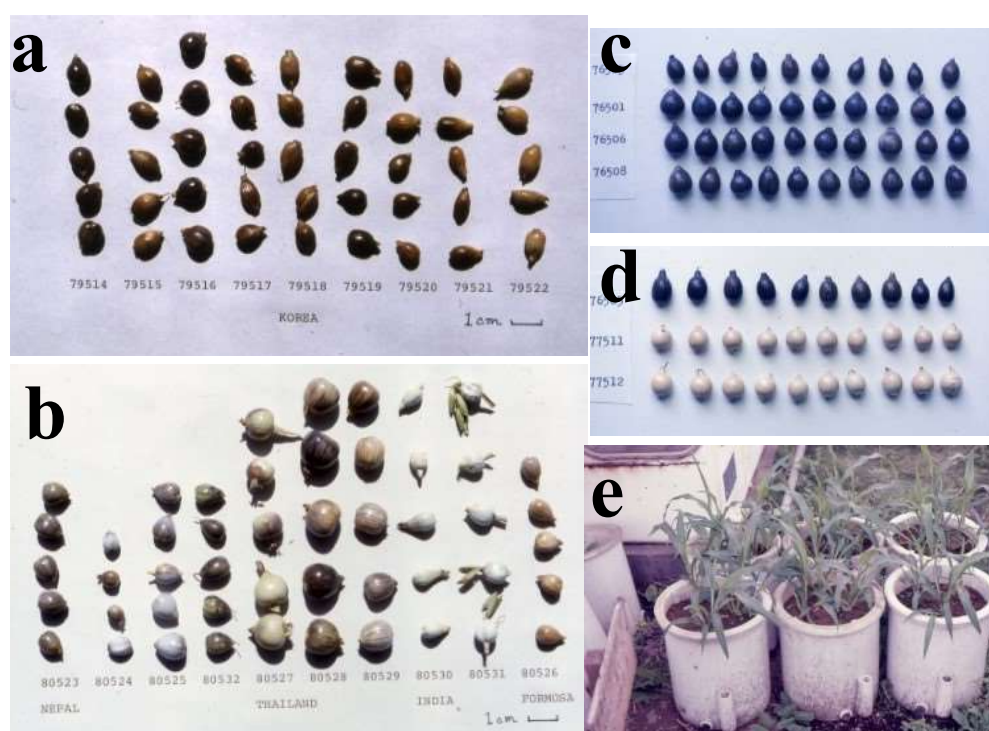 a
79514 79515 79516 79517 79518 79519 79520 79521 79522
KOREA
1cm
b
80523 80524 80525 80532 80527 80528 80529 80530 80531 80526
NEPAL THAILAND INDIA FORMOSA
1cm
c
76501
76506
76508
d
77511
77512
e